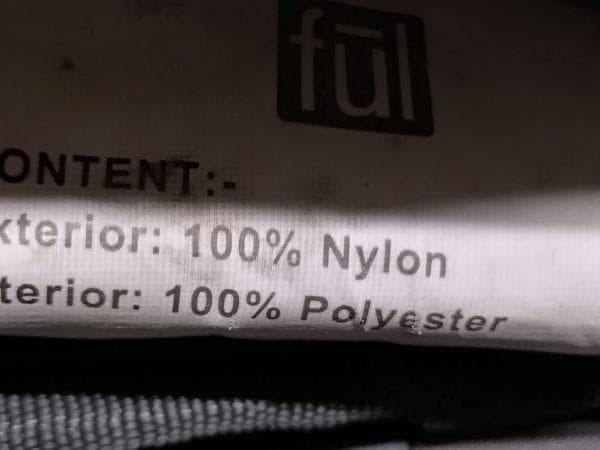 fūl
ONTENT:-
xterior: 100% Nylon
terior: 100% Polyester